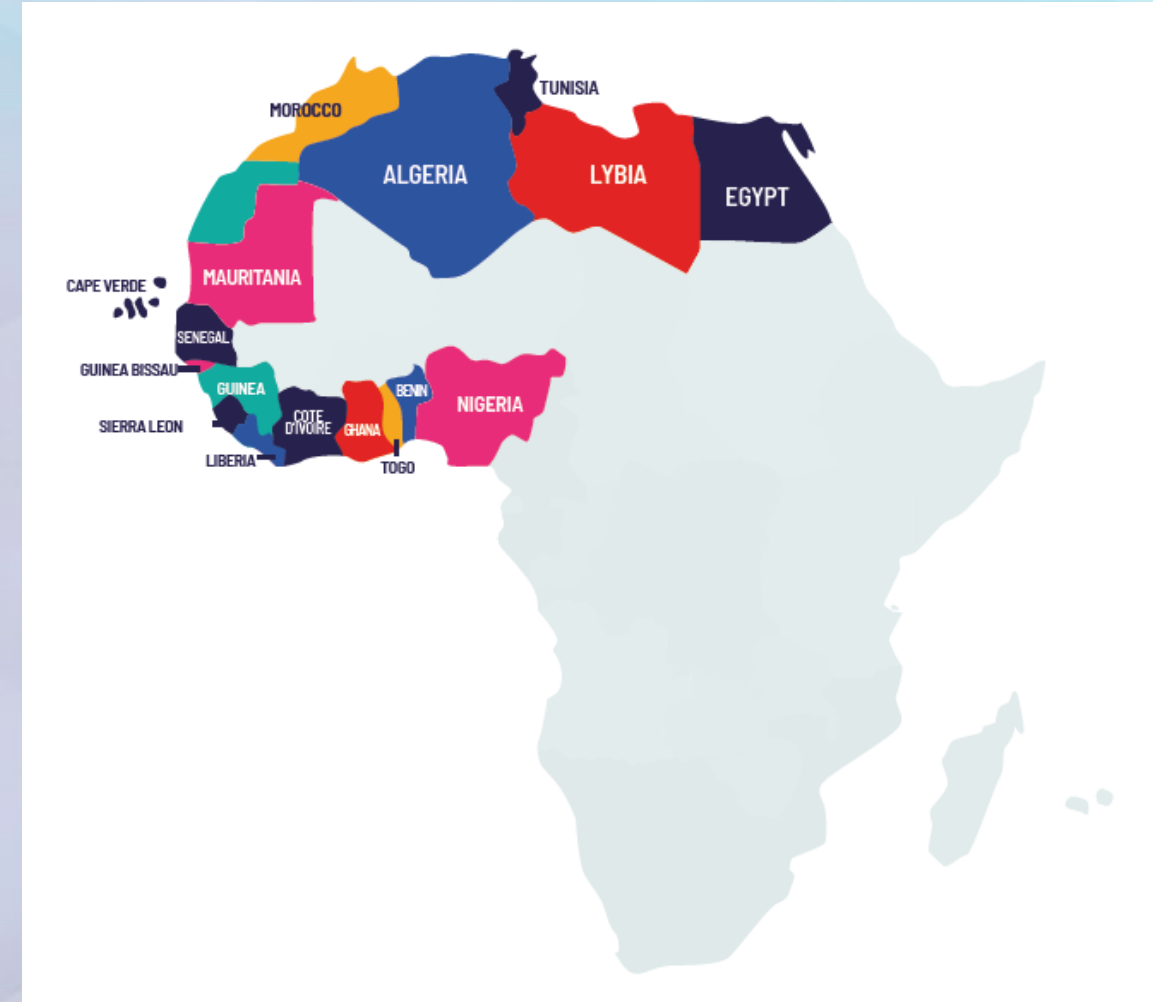 TUNISIA
MOROCCO
ALGERIA
LYBIA
EGYPT
MAURITANIA
CAPE VERDE
SENEGAL
GUINEA BISSAU
GUINEA
BENIN
NIGERIA
COTE
D'IVOIRE
GHANA
SIERRA LEON
LIBERIA
TOGO